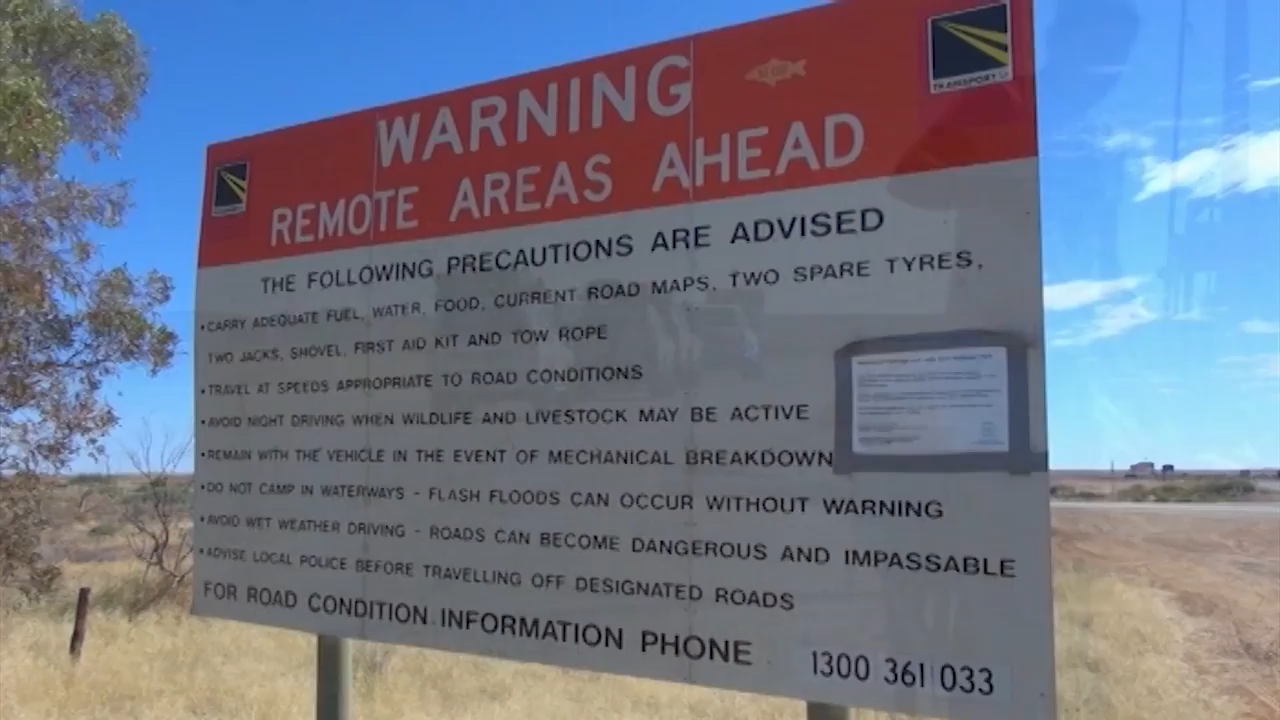 WARNING
TRANSPORT SA
REMOTE AREAS AHEAD
THE FOLLOWING PRECAUTIONS ARE ADVISED
•CARRY ADEQUATE FUEL, WATER, FOOD, CURRENT ROAD MAPS, TWO SPARE TYRES,
TWO JACKS, SHOVEL, FIRST AID KIT AND TOW ROPE
•TRAVEL AT SPEEDS APPROPRIATE TO ROAD CONDITIONS
•AVOID NIGHT DRIVING WHEN WILDLIFE AND LIVESTOCK MAY BE ACTIVE
•REMAIN WITH THE VEHICLE IN THE EVENT OF MECHANICAL BREAKDOWN
•DO NOT CAMP IN WATERWAYS - FLASH FLOODS CAN OCCUR WITHOUT WARNING
•AVOID WET WEATHER DRIVING - ROADS CAN BECOME DANGEROUS AND IMPASSABLE
•ADVISE LOCAL POLICE BEFORE TRAVELLING OFF DESIGNATED ROADS
FOR ROAD CONDITION INFORMATION PHONE 1300 361 033